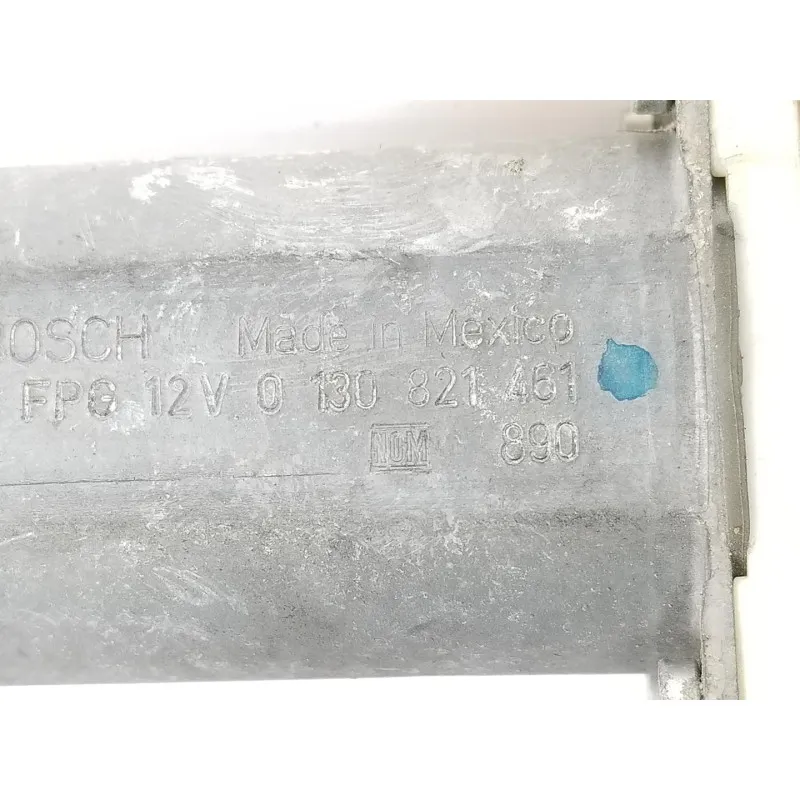 BOSCH Made in Mexico
FPG 12V 0 130 821 461
NOM 890